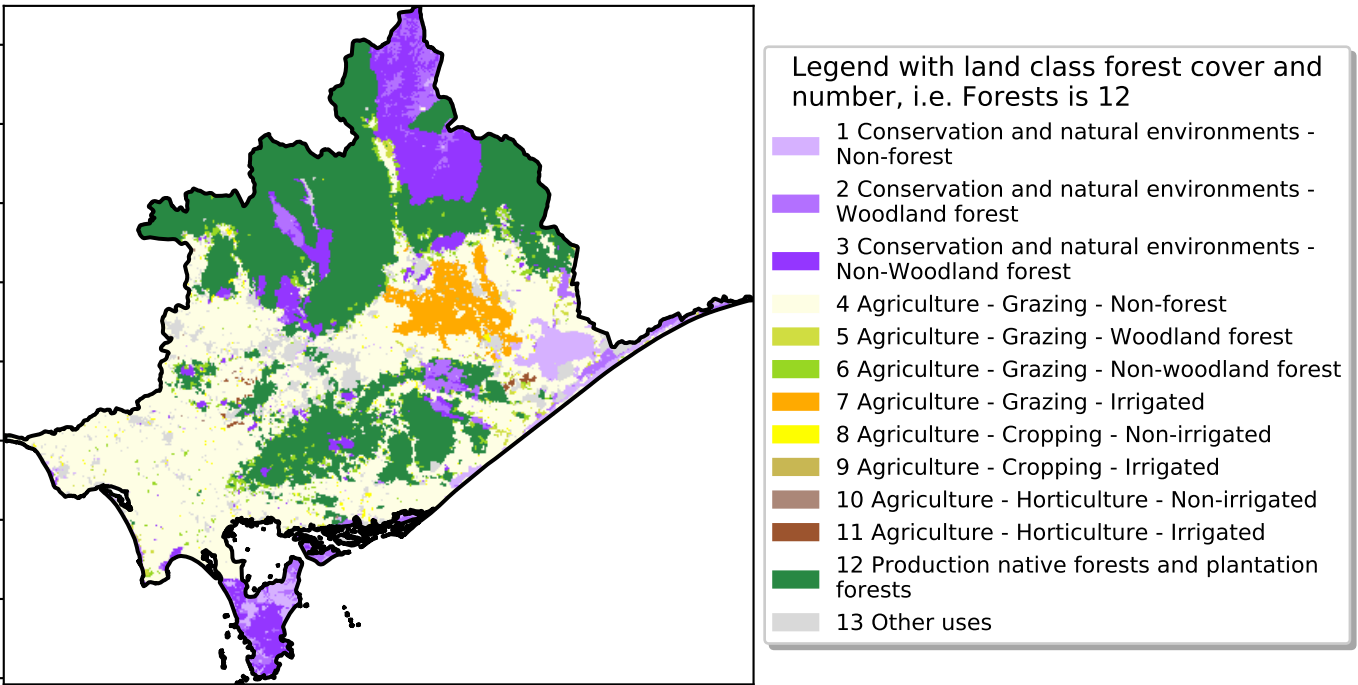 Legend with land class forest cover and
number, i.e. Forests is 12
1 Conservation and natural environments -
Non-forest
2 Conservation and natural environments -
Woodland forest
3 Conservation and natural environments -
Non-Woodland forest
4 Agriculture - Grazing - Non-forest
5 Agriculture - Grazing - Woodland forest
6 Agriculture - Grazing - Non-woodland forest
7 Agriculture - Grazing - Irrigated
8 Agriculture - Cropping - Non-irrigated
9 Agriculture - Cropping - Irrigated
10 Agriculture - Horticulture - Non-irrigated
11 Agriculture - Horticulture - Irrigated
12 Production native forests and plantation
forests
13 Other uses